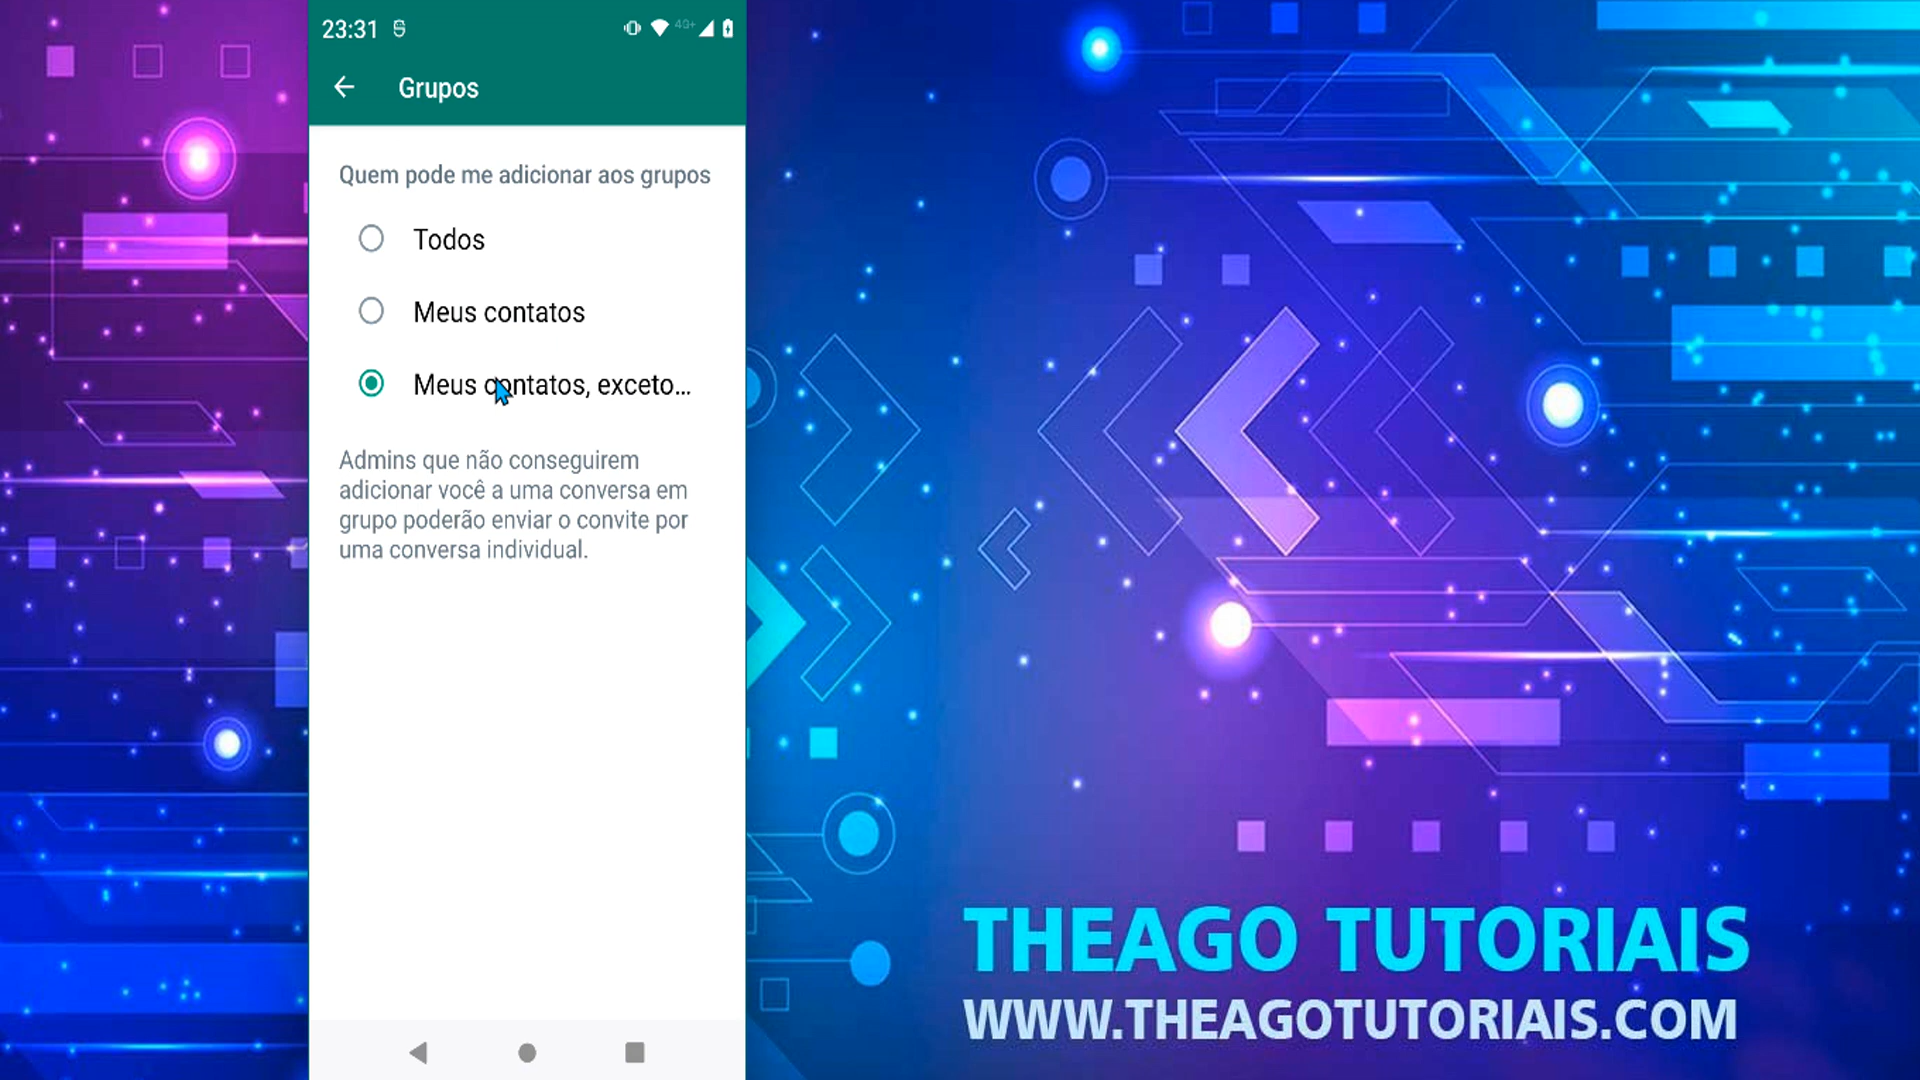 23:31
4G+
Grupos
Quem pode me adicionar aos grupos
Todos
Meus contatos
Meus contatos, exceto...
Admins que não conseguirem
adicionar você a uma conversa em
grupo poderão enviar o convite por
uma conversa individual.
THEAGO TUTORIAIS
WWW.THEAGOTUTORIAIS.COM